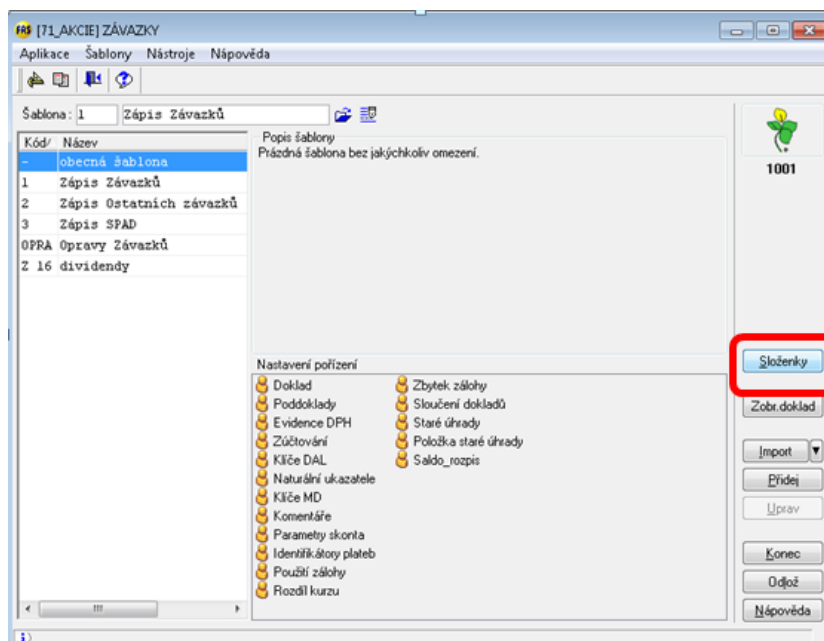 FRS [71_AKCIE] ZÁVAZKY
Aplikace Šablony Nástroje Nápověda
Šablona: 1 Zápis Závazků
Kód/ Název
- obecná šablona
1 Zápis Závazků
2 Zápis Ostatních závazků
3 Zápis SPAD
OPRA Opravy Závazků
Z 16 dividendy
Popis šablony
Prázdná šablona bez jakýchkoliv omezení.
Nastavení pořízení
Doklad
Poddoklady
Evidence DPH
Zúčtování
Klíče DAL
Naturální ukazatele
Klíče MD
Komentáře
Parametry skonta
Identifikátory plateb
Použití zálohy
Rozdíl kurzu
Zbytek zálohy
Sloučení dokladů
Staré úhrady
Položka staré úhrady
Saldo_rozpis
1001
Složenky
Zobr.doklad
Import
Přidej
Uprav
Konec
Odlož
Nápověda